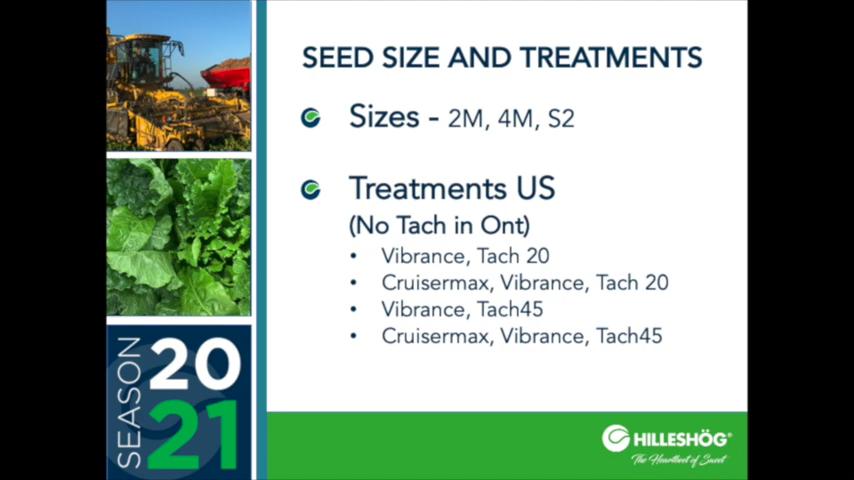 SEED SIZE AND TREATMENTS
Sizes - 2M, 4M, S2
Treatments US
(No Tach in Ont)
• Vibrance, Tach 20
• Cruisermax, Vibrance, Tach 20
• Vibrance, Tach45
• Cruisermax, Vibrance, Tach45
SEASON
20
21
HILLESHÖG®
The Heartbeet of Sweet